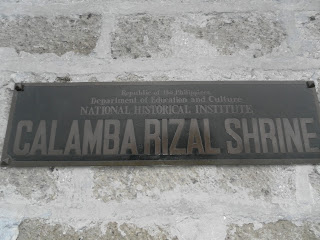 Republic of the Philippines
Department of Education and Culture
NATIONAL HISTORICAL INSTITUTE
CALAMBA RIZAL SHRINE